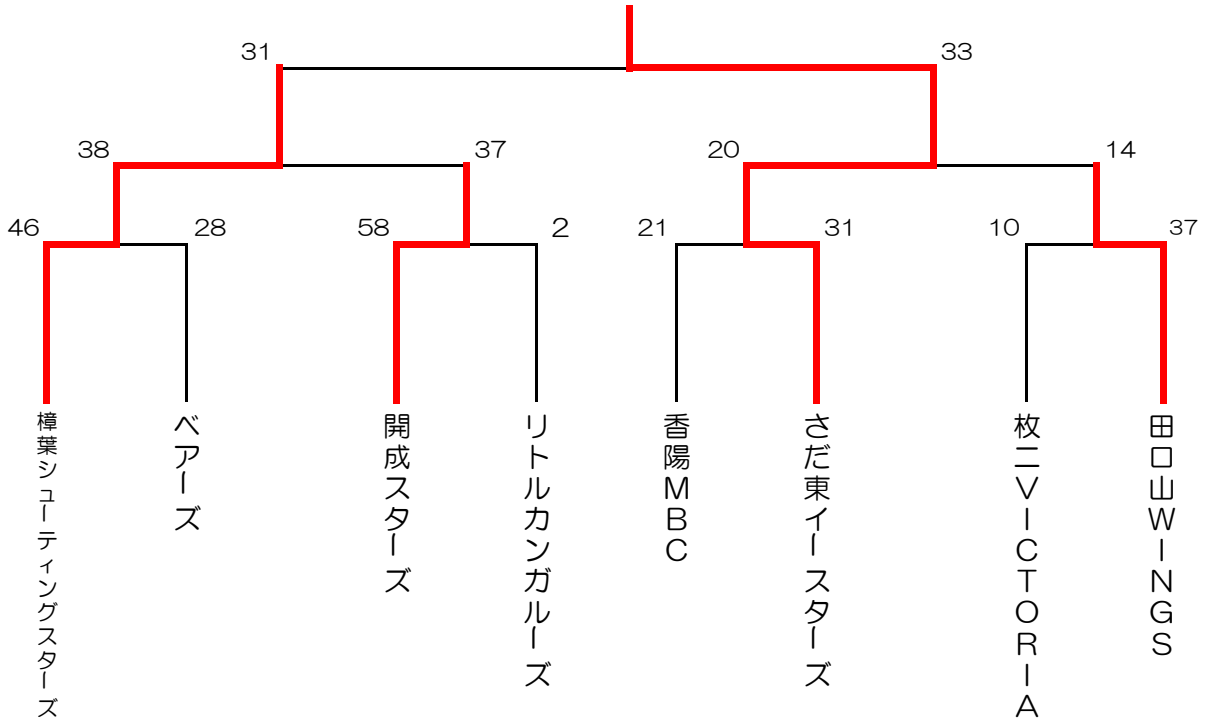 31
33
38
37
20
14
46
28
58
2
21
31
10
37
樟葉シューティングスターズ
ベアーズ
開成スターズ
リトルカンガルーズ
香陽MBC
さだ東イースターズ
枚二VICTORIA
田口山WINGS